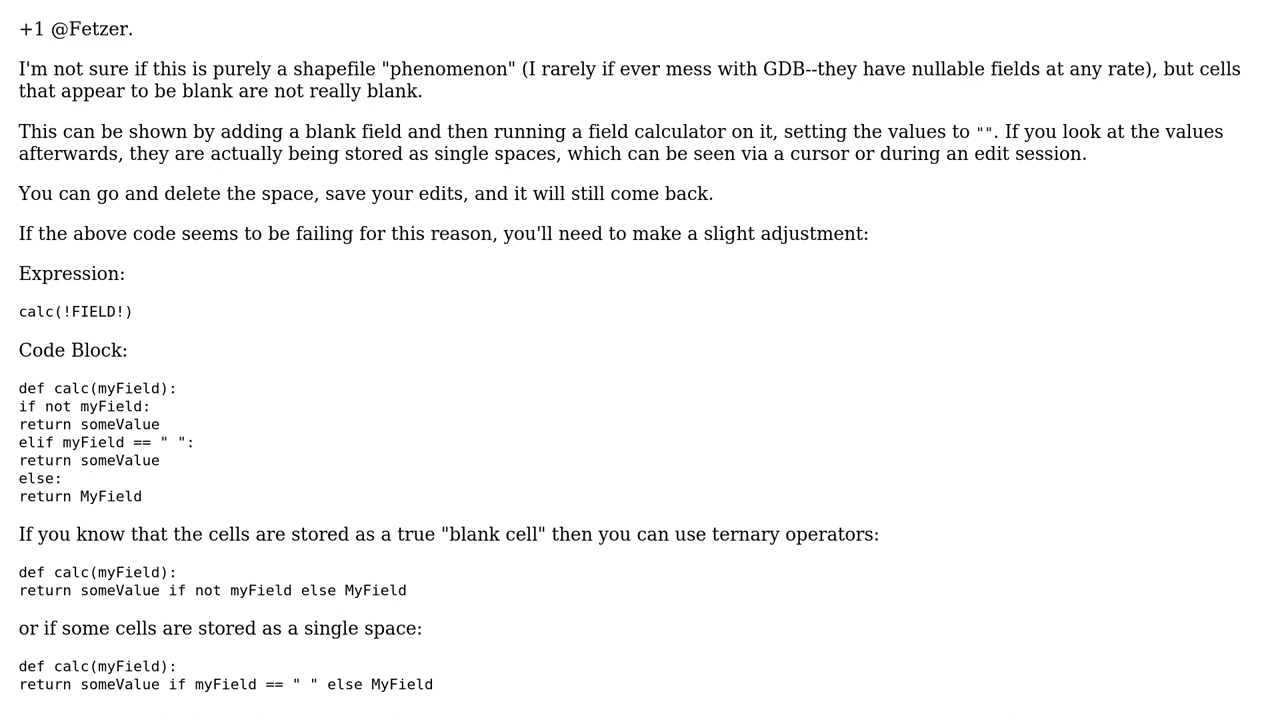 +1 @Fetzer.
I'm not sure if this is purely a shapefile "phenomenon" (I rarely if ever mess with GDB--they have nullable fields at any rate), but cells
that appear to be blank are not really blank.
This can be shown by adding a blank field and then running a field calculator on it, setting the values to "". If you look at the values
afterwards, they are actually being stored as single spaces, which can be seen via a cursor or during an edit session.
You can go and delete the space, save your edits, and it will still come back.
If the above code seems to be failing for this reason, you'll need to make a slight adjustment:
Expression:
calc(!FIELD!)
Code Block:
def calc(myField):
if not myField:
return someValue
elif myField == " ":
return someValue
else:
return MyField
If you know that the cells are stored as a true "blank cell" then you can use ternary operators:
def calc(myField):
return someValue if not myField else MyField
or if some cells are stored as a single space:
def calc(myField):
return someValue if myField == " " else MyField